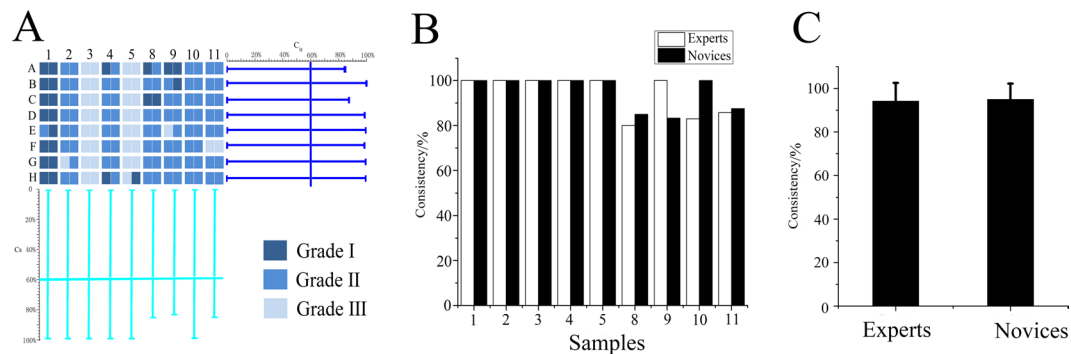 A
C₀
0 20% 40% 60% 80% 100%
1 2 3 4 5 8 9 10 11
A
B
C
D
E
F
G
H
0
20%
40%
Cs
60%
80%
100%
Grade I
Grade II
Grade III
B
Experts
Novices
Consistency/%
100
80
60
40
20
0
1 2 3 4 5 8 9 10 11
Samples
C
Consistency/%
100
80
60
40
20
0
Experts Novices